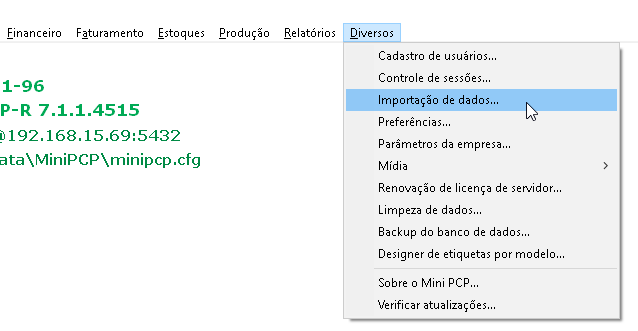 Financeiro Faturamento Estoques Produção Relatórios Diversos
1-96
P-R 7.1.1.4515
@192.168.15.69:5432
ata\MiniPCP\minipcp.cfg
Cadastro de usuários...
Controle de sessões...
Importação de dados...
Preferências...
Parâmetros da empresa...
Mídia
Renovação de licença de servidor...
Limpeza de dados...
Backup do banco de dados...
Designer de etiquetas por modelo...
Sobre o Mini PCP...
Verificar atualizações...